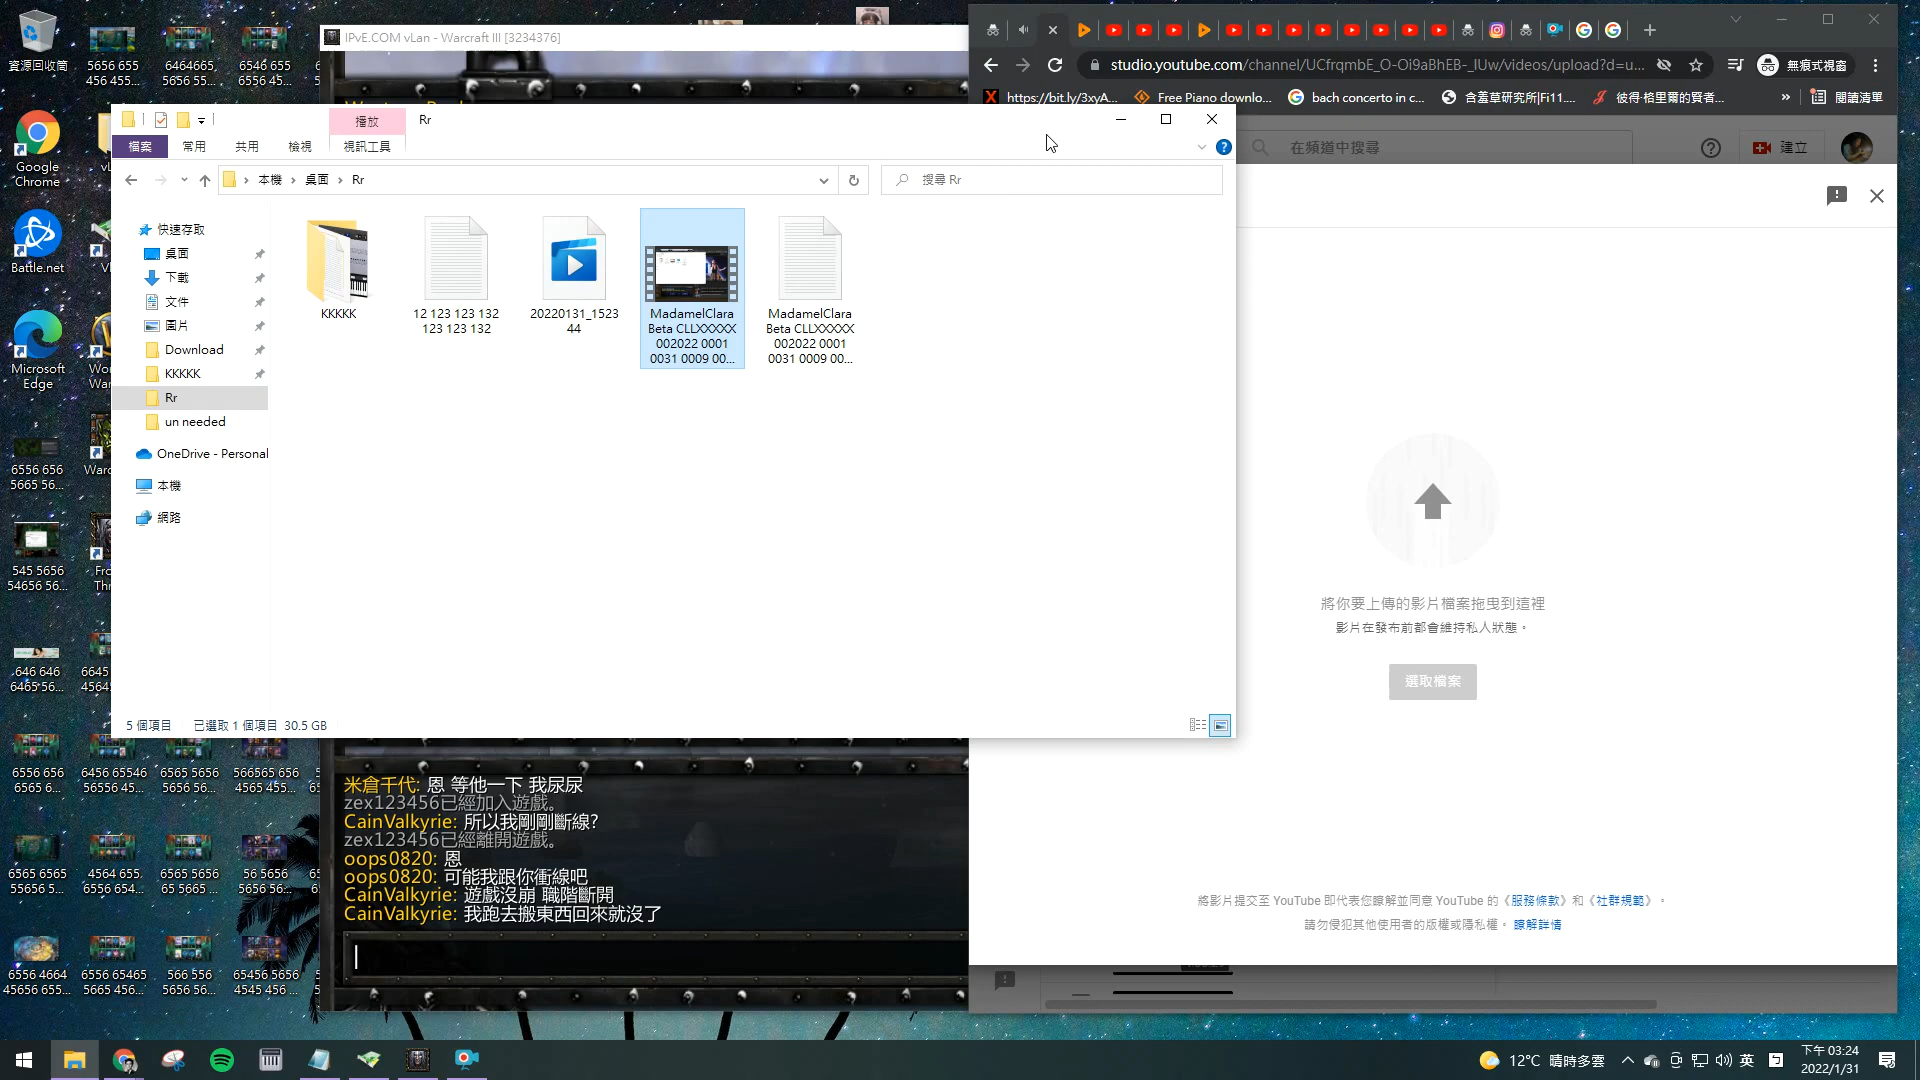 IPvE.COM vLan - Warcraft III [3234376]
資源回收筒
5656 655
456 455...
6464665,
5656 55...
6546 655
6556 45...
studio.youtube.com/channel/UCfrqmbE_O-Oi9aBhEB-_IUw/videos/upload?d=u...
無痕式視窗
https://bit.ly/3xyA...
Free Piano downlo...
bach concerto in c...
含羞草研究所|Fi11....
彼得·格里爾的賢者...
»
閱讀清單
播放
Rr
檔案
常用
共用
檢視
視訊工具
在頻道中搜尋
建立
本機 › 桌面 › Rr
搜尋 Rr
Google
Chrome
快速存取
桌面
下載
文件
圖片
Download
KKKKK
Rr
un needed
OneDrive - Personal
本機
網路
KKKKK
12 123 123 132
123 123 132
20220131_1523
44
MadamelClara
Beta CLLXXXXX
002022 0001
0031 0009 00...
MadamelClara
Beta CLLXXXXX
002022 0001
0031 0009 00...
Battle.net
Microsoft
Edge
6556 656
5665 56...
545 5656
54656 56...
646 646
6465 56...
5 個項目
已選取 1 個項目 30.5 GB
將你要上傳的影片檔案拖曳到這裡
影片在發布前都會維持私人狀態。
選取檔案
6556 656
6565 6...
6456 65546
6556 44...
6565 5656
5656 56...
566565 656
4565 455...
6565 6565
55656 5...
4564 655,
6556 654...
6565 5656
65 5665 ...
56 5656
5656 56...
6556 4664
45656 655...
6556 65465
5665 456...
566 556
5656 56...
65456 5656
4545 456 ...
米倉千代: 恩 等他一下 我尿尿
zex123456已經加入遊戲。
CainValkyrie: 所以我剛剛斷線?
zex123456已經離開遊戲。
oops0820: 恩
oops0820: 可能我跟你衝線吧
CainValkyrie: 遊戲沒崩 職階斷開
CainValkyrie: 我跑去搬東西回來就沒了
將影片提交至 YouTube 即代表您瞭解並同意 YouTube 的《服務條款》和《社群規範》。
請勿侵犯其他使用者的版權或隱私權。 瞭解詳情
12°C 晴時多雲
英
下午 03:24
2022/1/31